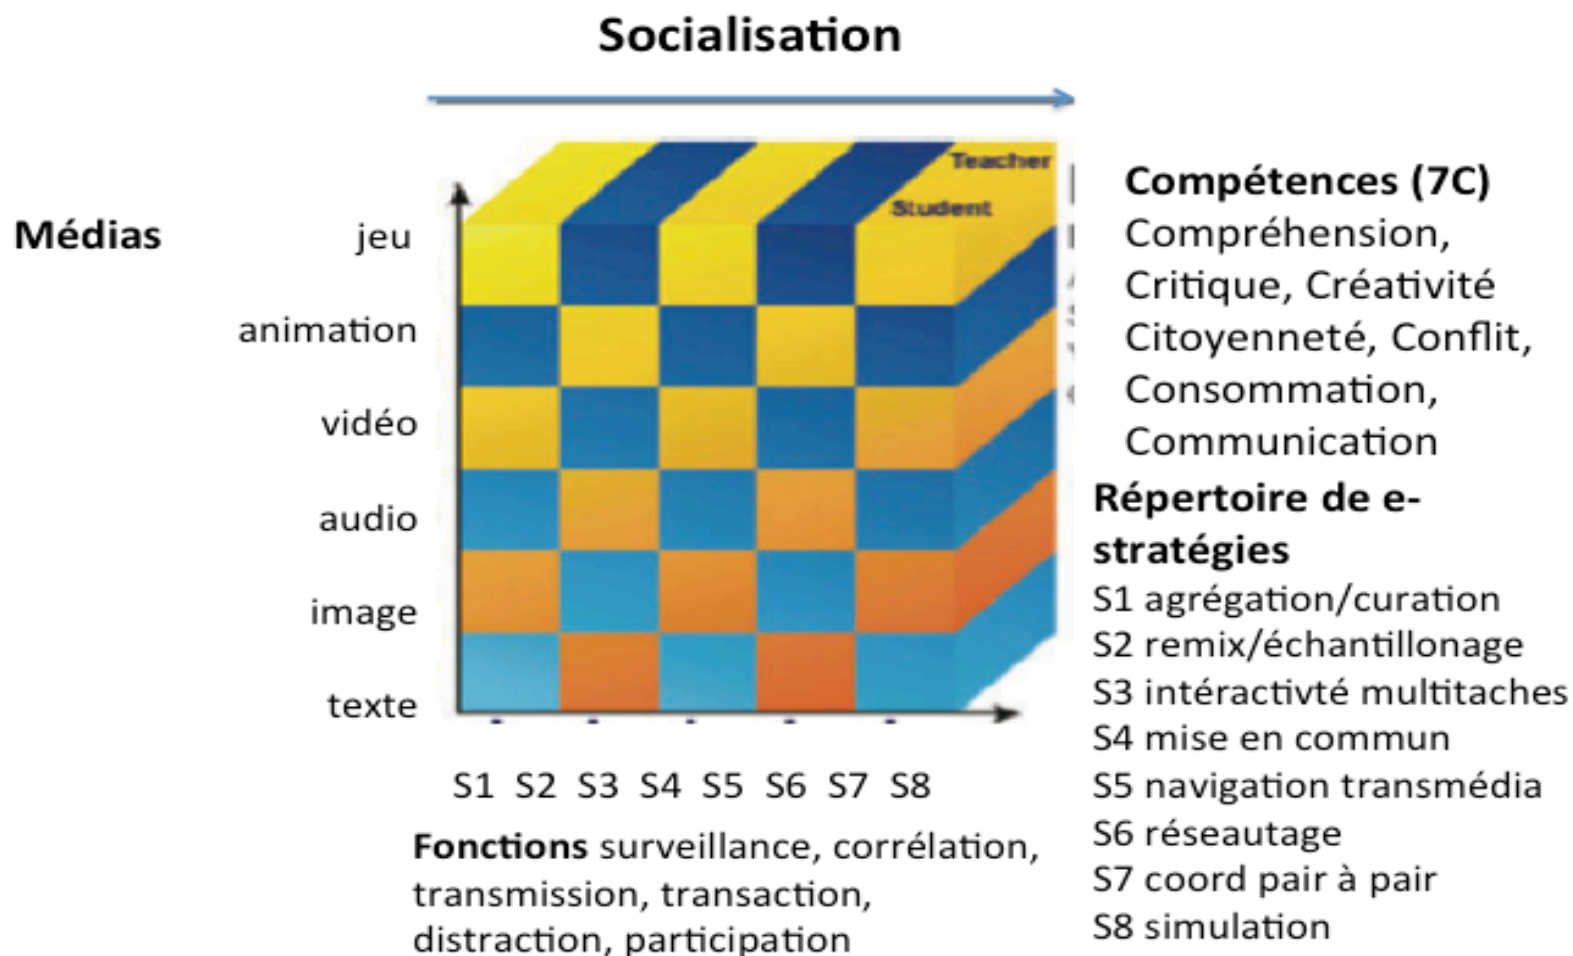 Socialisation
Teacher
Student
Médias
jeu
animation
vidéo
audio
image
texte
S1 S2 S3 S4 S5 S6 S7 S8
Fonctions surveillance, corrélation,
transmission, transaction,
distraction, participation
Compétences (7C)
Compréhension,
Critique, Créativité
Citoyenneté, Conflit,
Consommation,
Communication
Répertoire de e-
stratégies
S1 agrégation/curation
S2 remix/échantillonage
S3 intéractivté multitaches
S4 mise en commun
S5 navigation transmédia
S6 réseautage
S7 coord pair à pair
S8 simulation